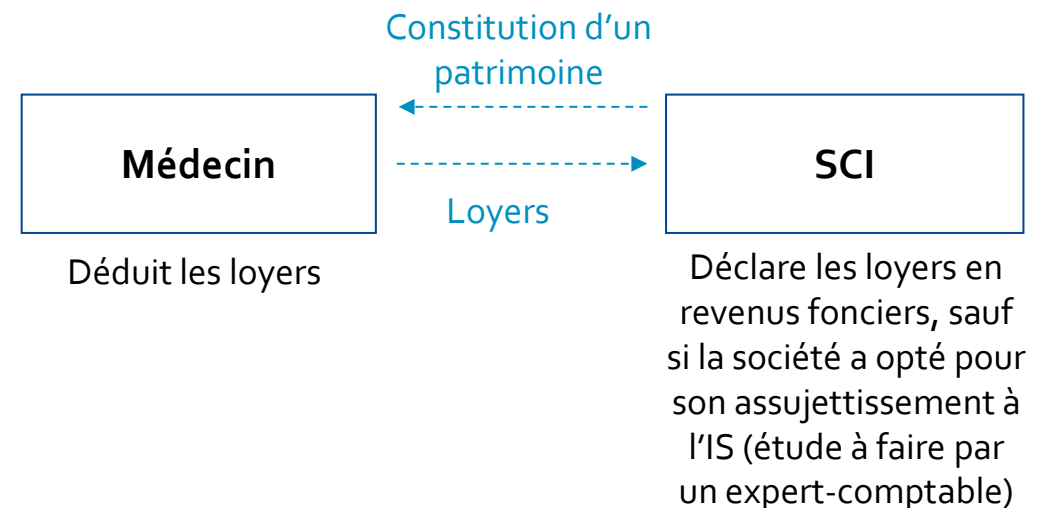 Constitution d’un
patrimoine
Médecin
SCI
Loyers
Déduit les loyers
Déclare les loyers en
revenus fonciers, sauf
si la société a opté pour
son assujettissement à
l’IS (étude à faire par
un expert-comptable)